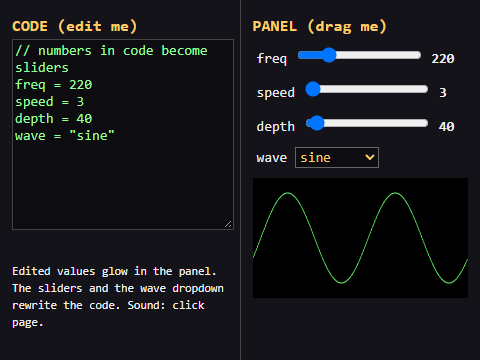 CODE (edit me)
// numbers in code become
sliders
freq = 220
speed = 3
depth = 40
wave = "sine"
Edited values glow in the panel.
The sliders and the wave dropdown
rewrite the code. Sound: click
page.
PANEL (drag me)
freq 220
speed 3
depth 40
wave sine